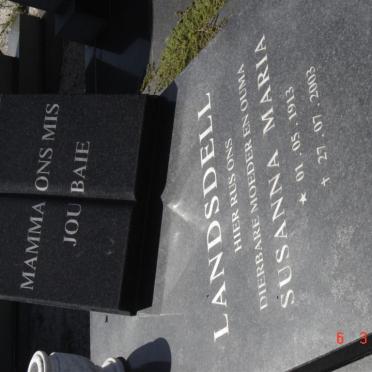 MAMMA ONS MIS
JOU BAIE
LANDSDELL
HIER RUS ONS
DIERBARE MOEDER EN OUMA
SUSANNA MARIA
★ 01.05.1913
✝ 27.07.2003
6 3